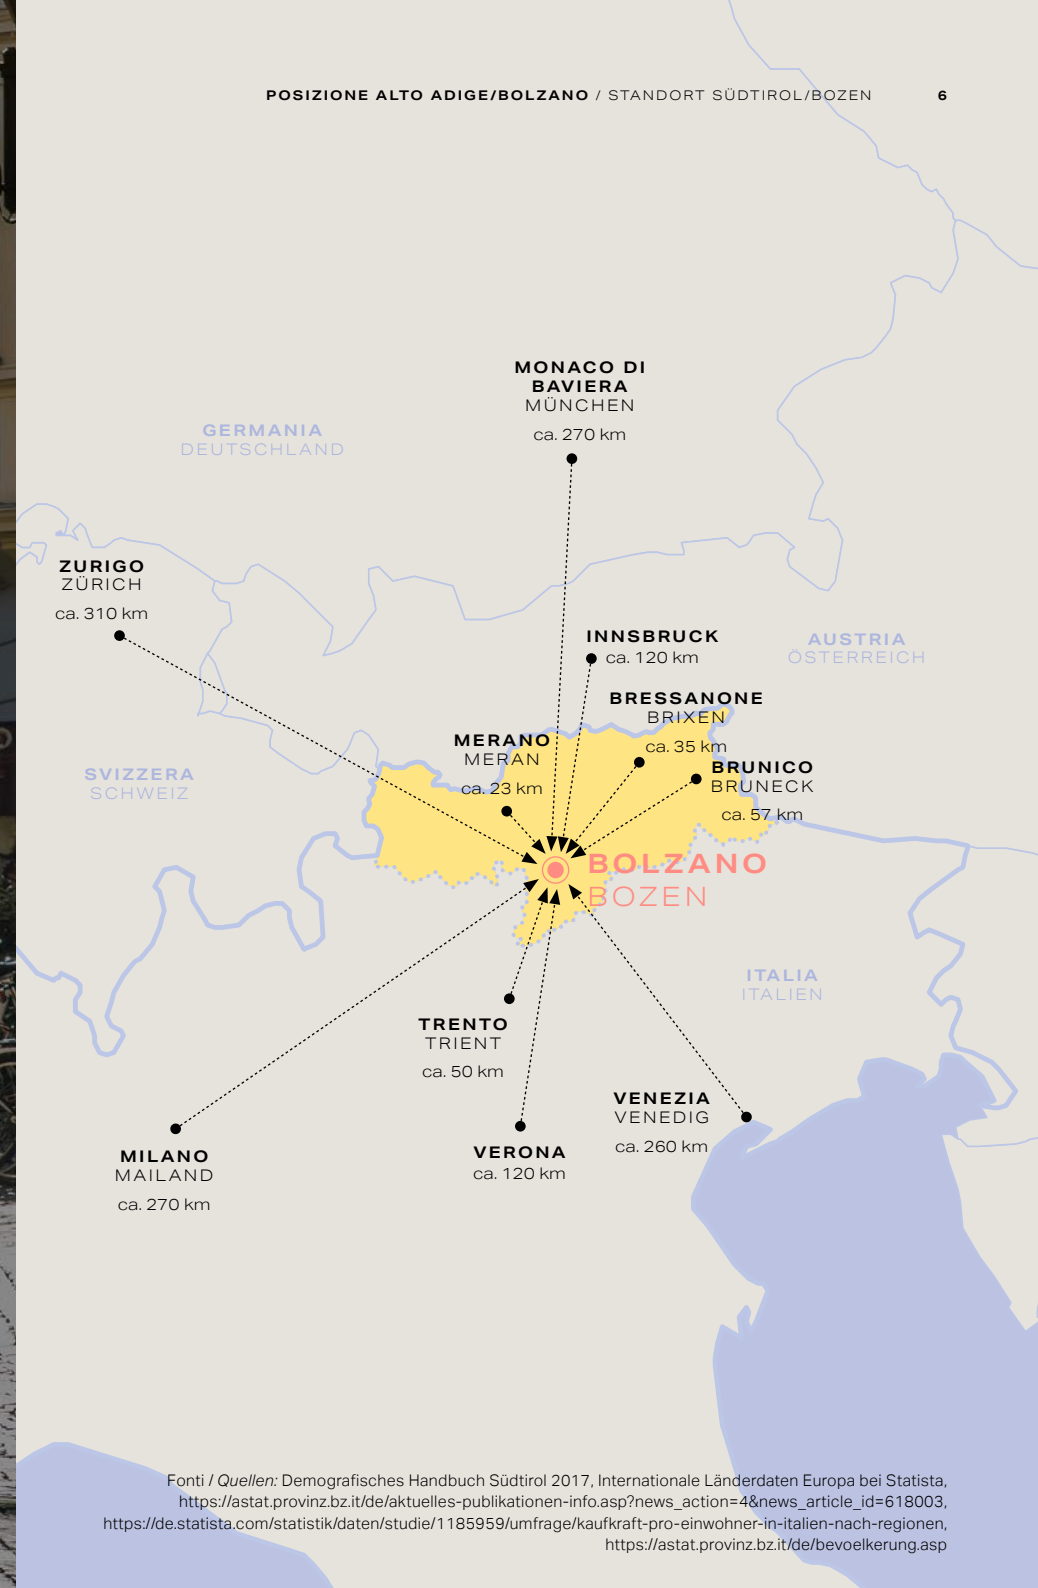 POSIZIONE ALTO ADIGE/BOLZANO / STANDORT SÜDTIROL/BOZEN 6
MONACO DI
BAVIERA
MÜNCHEN
ca. 270 km
GERMANIA
DEUTSCHLAND
ZURIGO
ZÜRICH
ca. 310 km
INNSBRUCK
ca. 120 km
AUSTRIA
ÖSTERREICH
BRESSANONE
BRIXEN
ca. 35 km
MERANO
MERAN
ca. 23 km
BRUNICO
BRUNECK
ca. 57 km
SVIZZERA
SCHWEIZ
BOLZANO
BOZEN
ITALIA
ITALIEN
TRENTO
TRIENT
ca. 50 km
VENEZIA
VENEDIG
ca. 260 km
VERONA
ca. 120 km
MILANO
MAILAND
ca. 270 km
Fonti / Quellen: Demografisches Handbuch Südtirol 2017, Internationale Länderdaten Europa bei Statista,
https://astat.provinz.bz.it/de/aktuelles-publikationen-info.asp?news_action=4&news_article_id=618003,
https://de.statista.com/statistik/daten/studie/1185959/umfrage/kaufkraft-pro-einwohner-in-italien-nach-regionen,
https://astat.provinz.bz.it/de/bevoelkerung.asp